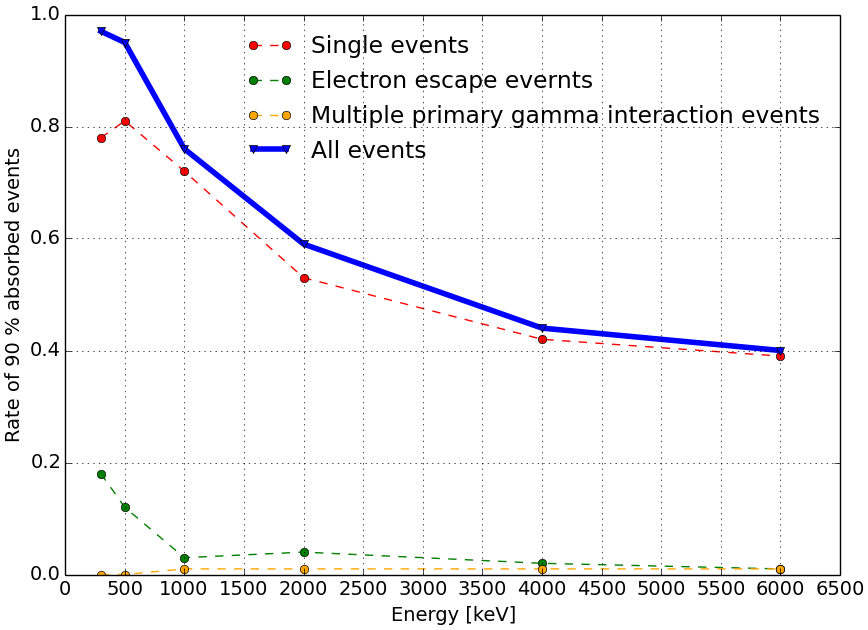 1.0
0.8
0.6
0.4
0.2
0.0
Rate of 90 % absorbed events
Single events
Electron escape evernts
Multiple primary gamma interaction events
All events
0 500 1000 1500 2000 2500 3000 3500 4000 4500 5000 5500 6000 6500
Energy [keV]